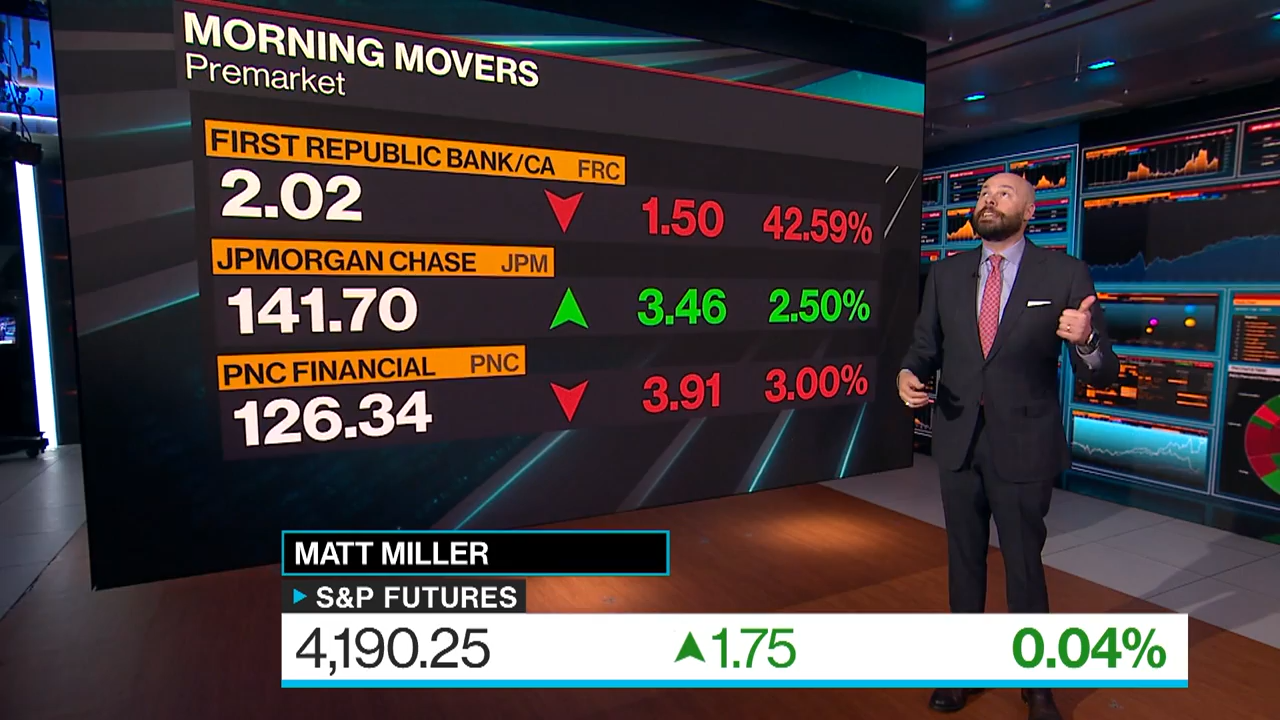 MORNING MOVERS
Premarket
FIRST REPUBLIC BANK/CA FRC
2.02 1.50 42.59%
JPMORGAN CHASE JPM
141.70 3.46 2.50%
PNC FINANCIAL PNC
126.34 3.91 3.00%
MATT MILLER
S&P FUTURES
4,190.25 1.75 0.04%